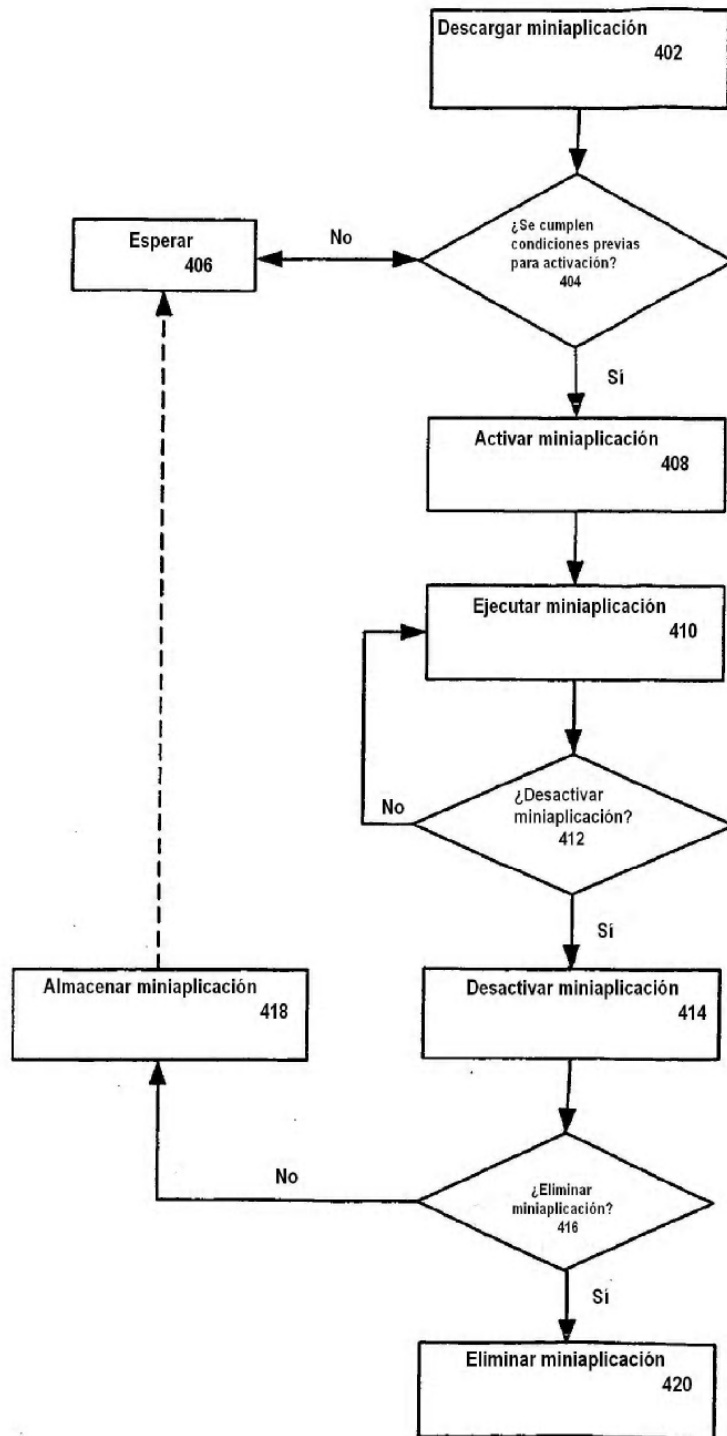 Descargar miniaplicación
402
¿Se cumplen
condiciones previas
para activación?
404
No
Esperar
406
Sí
Activar miniaplicación
408
Ejecutar miniaplicación
410
¿Desactivar
miniaplicación?
412
No
Sí
Almacenar miniaplicación
418
Desactivar miniaplicación
414
No
¿Eliminar
miniaplicación?
416
Sí
Eliminar miniaplicación
420